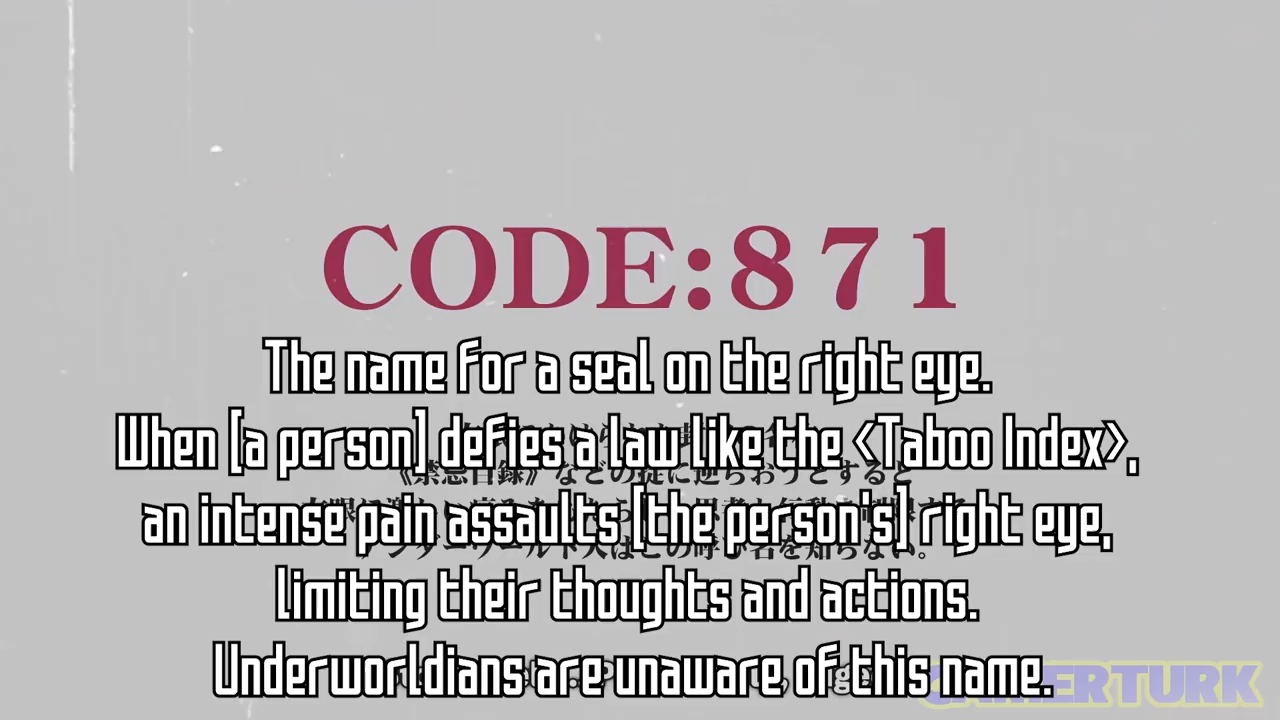 CODE:871
The name for a seal on the right eye.
When [a person] defies a law like the <Taboo Index>,
《禁忌目録》などの掟に逆らおうとすると
an intense pain assaults [the person's] right eye,
アンダーワールド人はこの呼び名を知らない。
limiting their thoughts and actions.
Underworldians are unaware of this name.
GAMERTURK